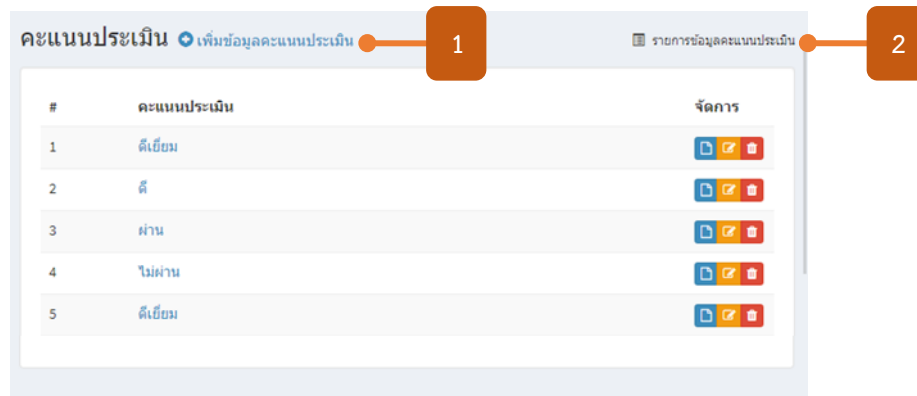 คะแนนประเมิน เพิ่มข้อมูลคะแนนประเมิน 1 รายการข้อมูลคะแนนประเมิน 2
# คะแนนประเมิน จัดการ
1 ดีเยี่ยม
2 ดี
3 ผ่าน
4 ไม่ผ่าน
5 ดีเยี่ยม